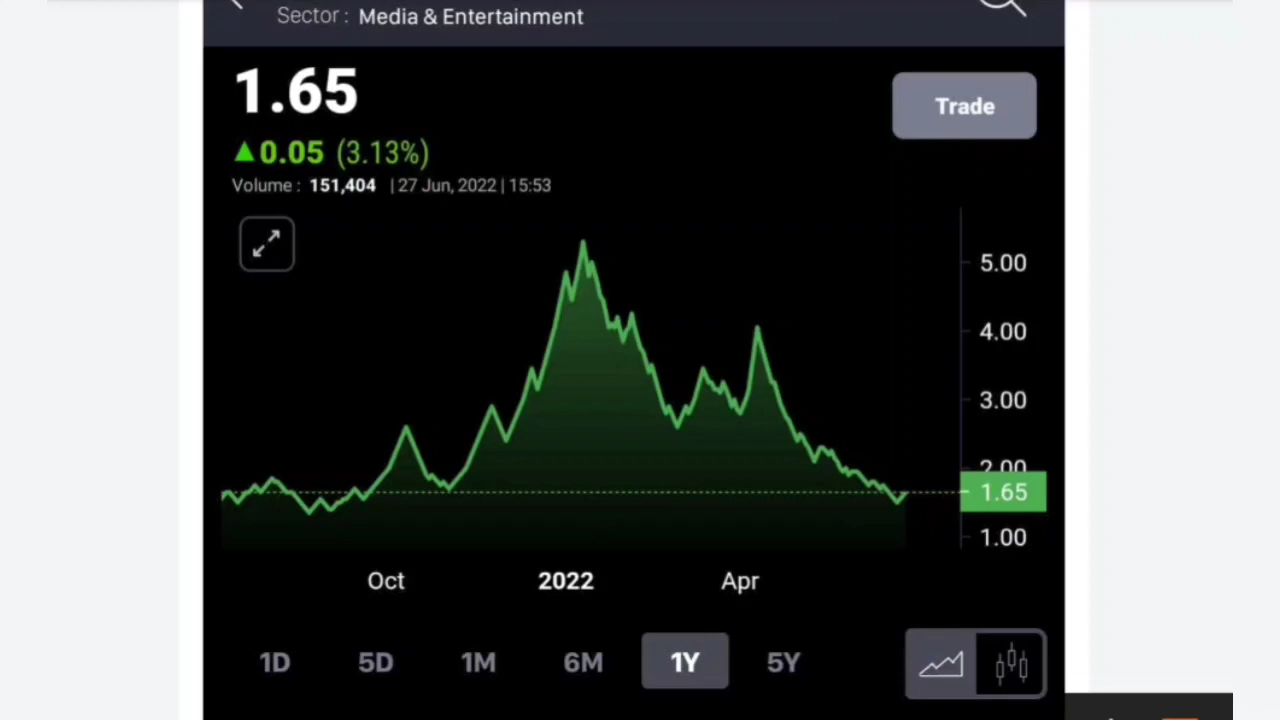 Sector : Media & Entertainment
1.65
Trade
▲0.05 (3.13%)
Volume : 151,404 | 27 Jun, 2022 | 15:53
5.00
4.00
3.00
2.00
1.65
1.00
Oct 2022 Apr
1D 5D 1M 6M 1Y 5Y